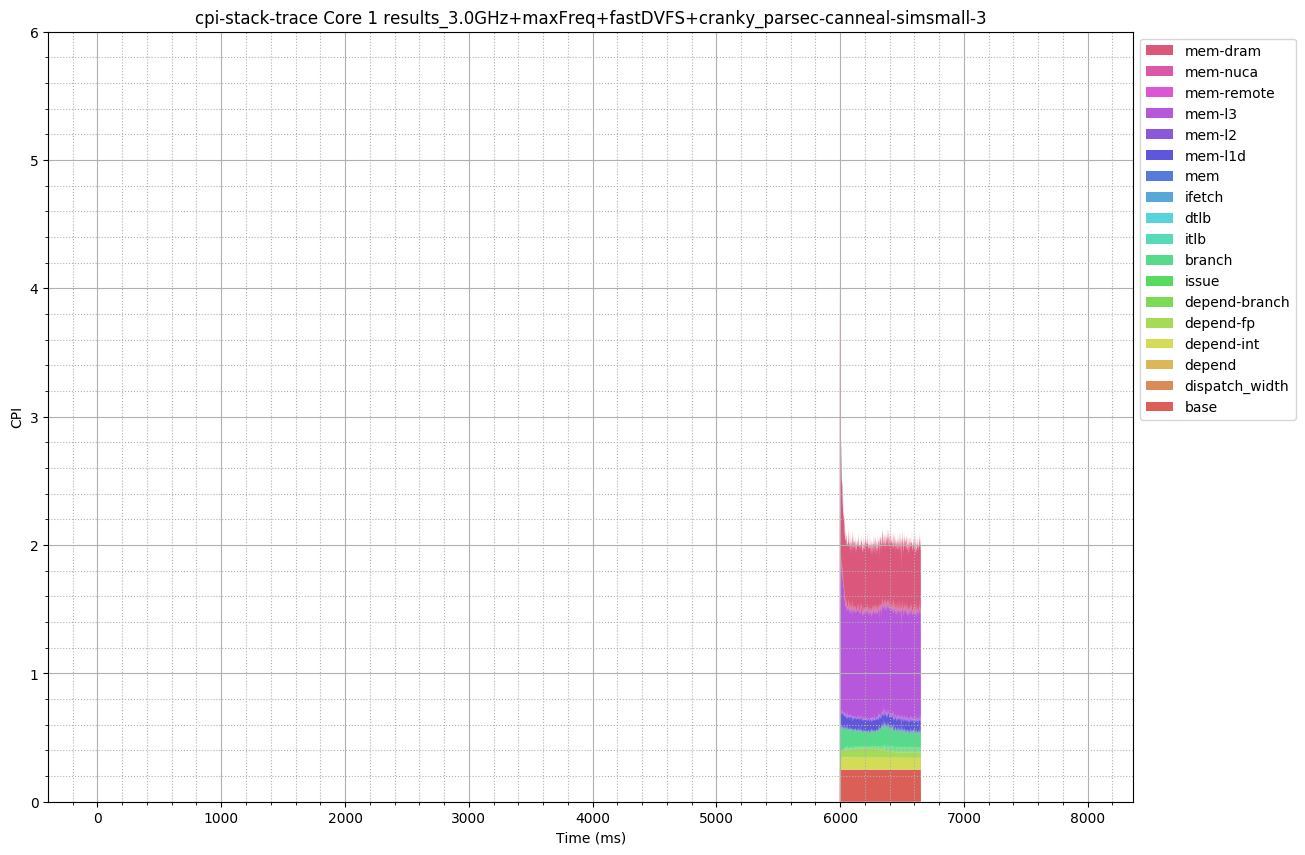 cpi-stack-trace Core 1 results_3.0GHz+maxFreq+fastDVFS+cranky_parsec-canneal-simsmall-3
6
5
4
3
2
1
0
CPI
0 1000 2000 3000 4000 5000 6000 7000 8000
Time (ms)
mem-dram
mem-nuca
mem-remote
mem-l3
mem-l2
mem-l1d
mem
ifetch
dtlb
itlb
branch
issue
depend-branch
depend-fp
depend-int
depend
dispatch_width
base